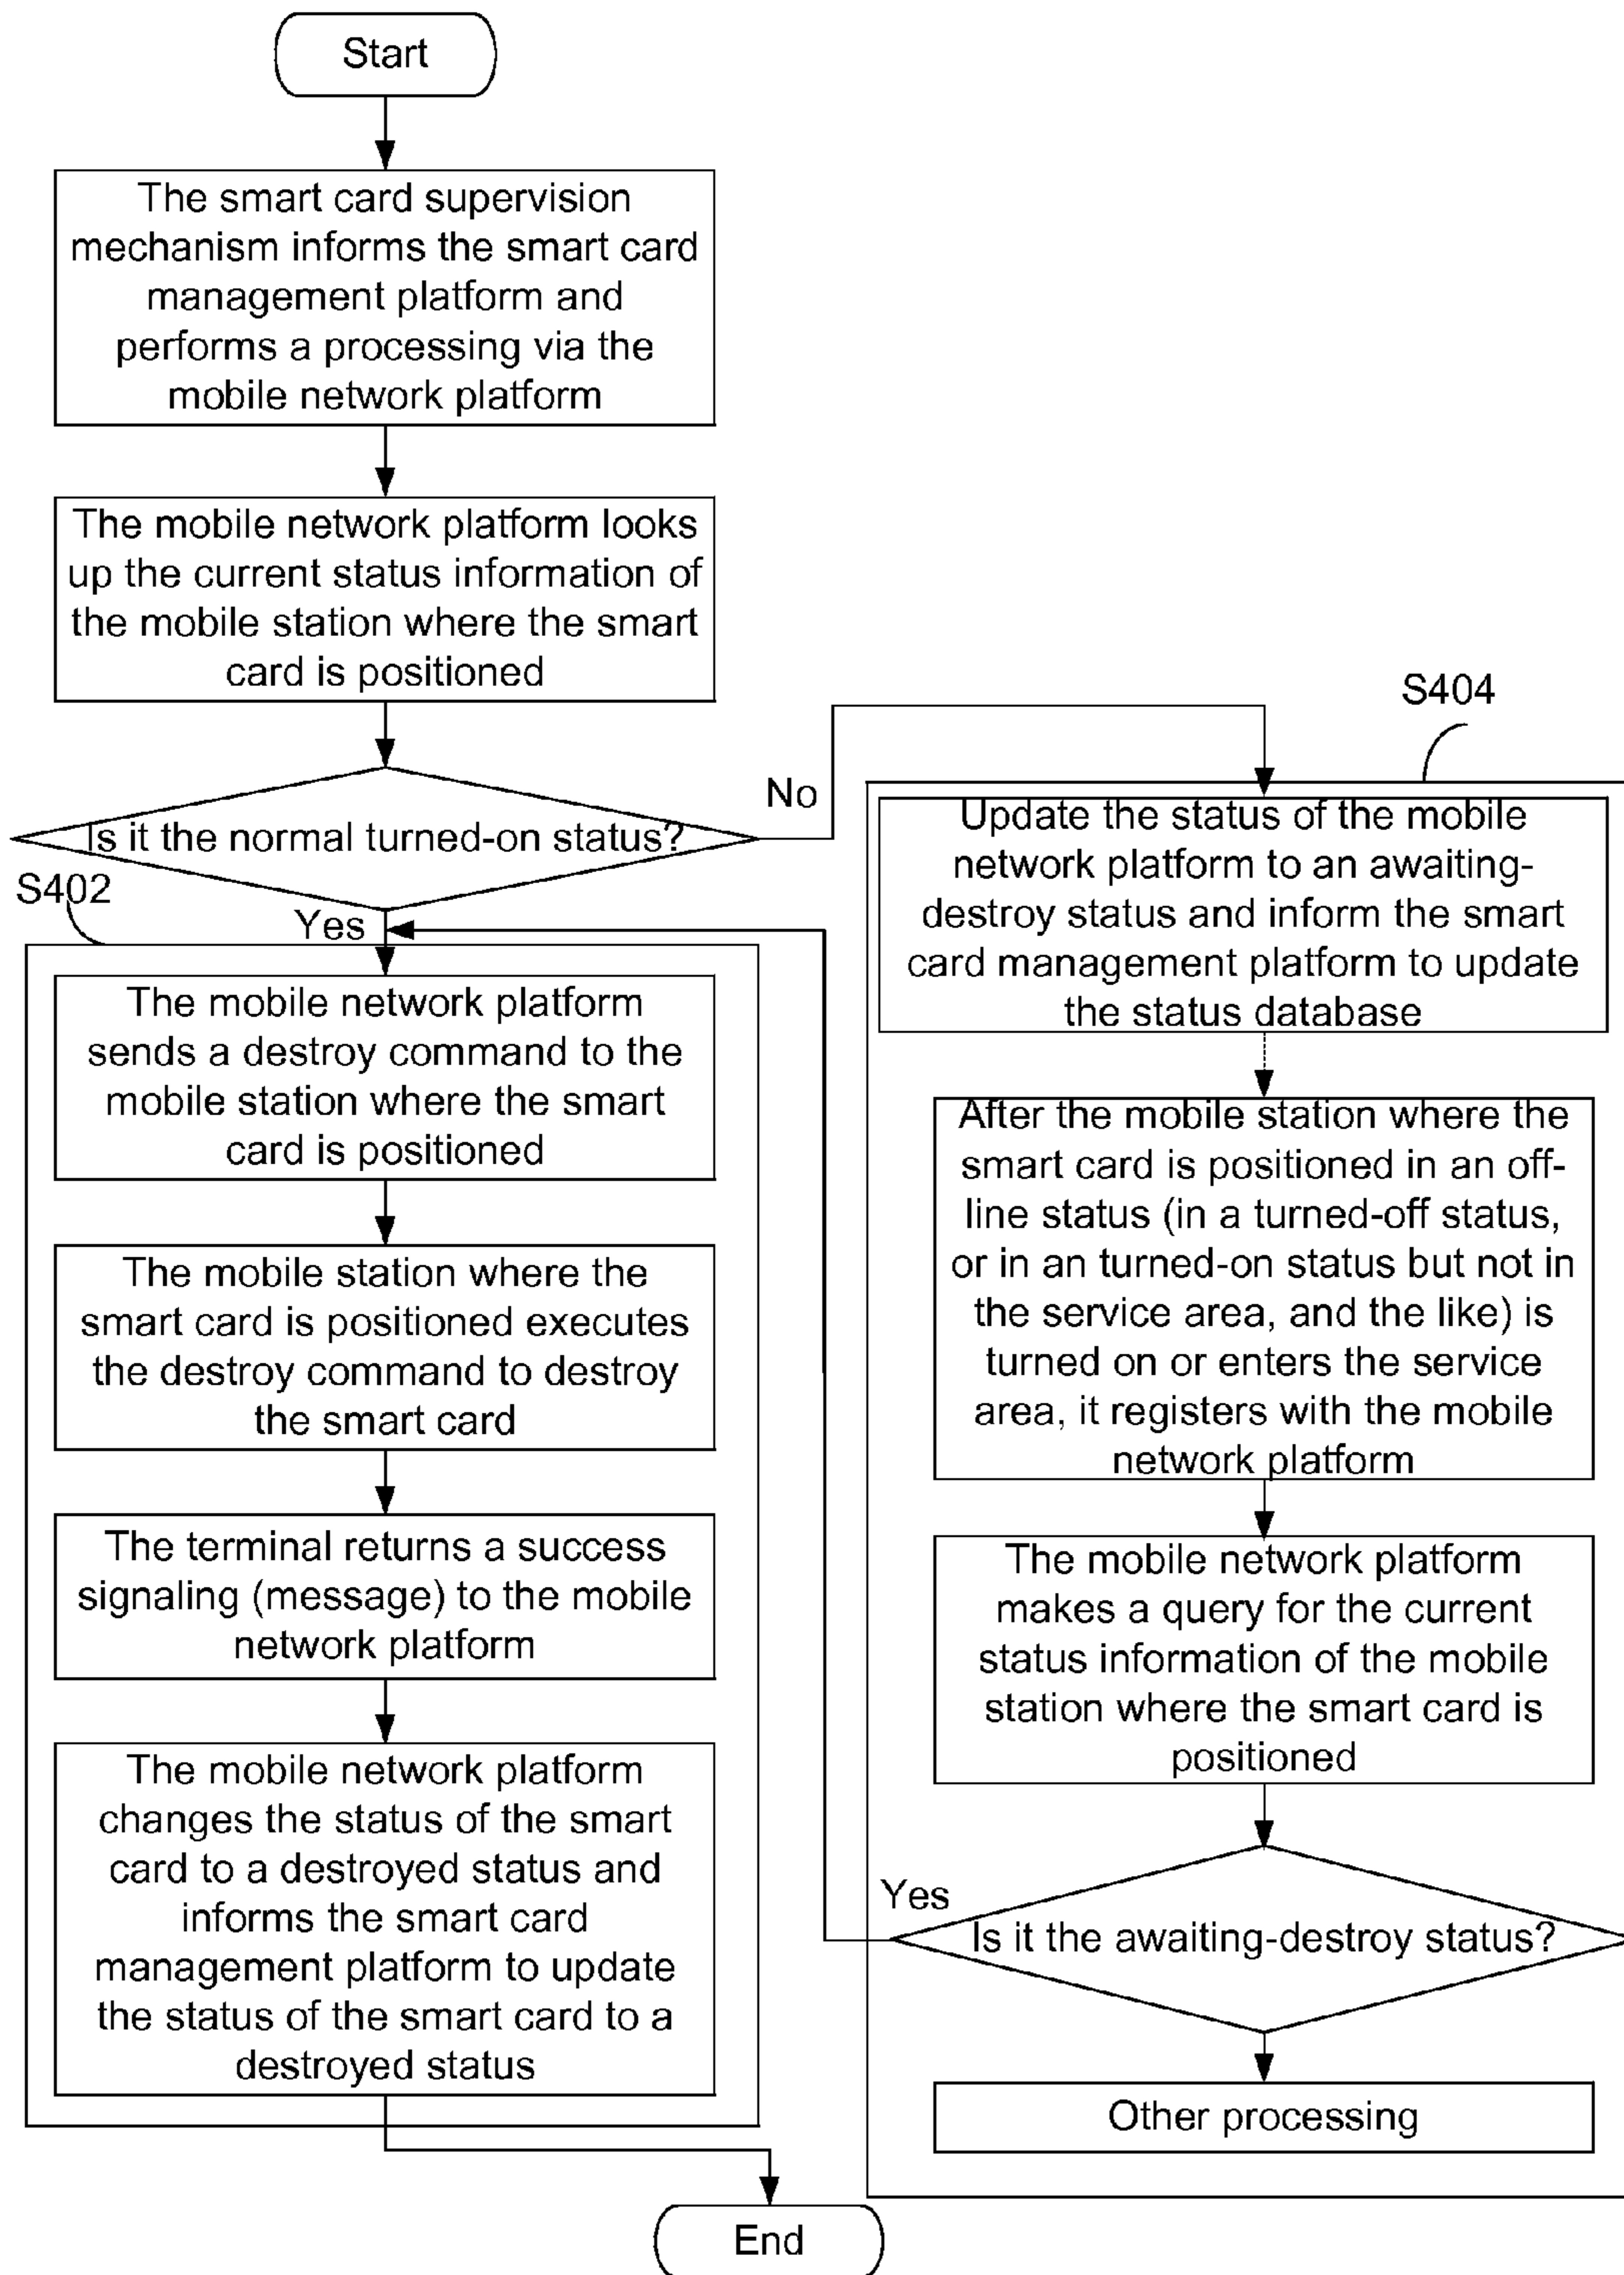 Start
The smart card supervision
mechanism informs the smart card
management platform and
performs a processing via the
mobile network platform
The mobile network platform looks
up the current status information of
the mobile station where the smart
card is positioned
Is it the normal turned-on status?
No
Yes
S402
The mobile network platform
sends a destroy command to the
mobile station where the smart
card is positioned
The mobile station where the
smart card is positioned executes
the destroy command to destroy
the smart card
The terminal returns a success
signaling (message) to the mobile
network platform
The mobile network platform
changes the status of the smart
card to a destroyed status and
informs the smart card
management platform to update
the status of the smart card to a
destroyed status
S404
Update the status of the mobile
network platform to an awaiting-
destroy status and inform the smart
card management platform to update
the status database
After the mobile station where the
smart card is positioned in an off-
line status (in a turned-off status,
or in an turned-on status but not in
the service area, and the like) is
turned on or enters the service
area, it registers with the mobile
network platform
The mobile network platform
makes a query for the current
status information of the mobile
station where the smart card is
positioned
Yes
Is it the awaiting-destroy status?
Other processing
End